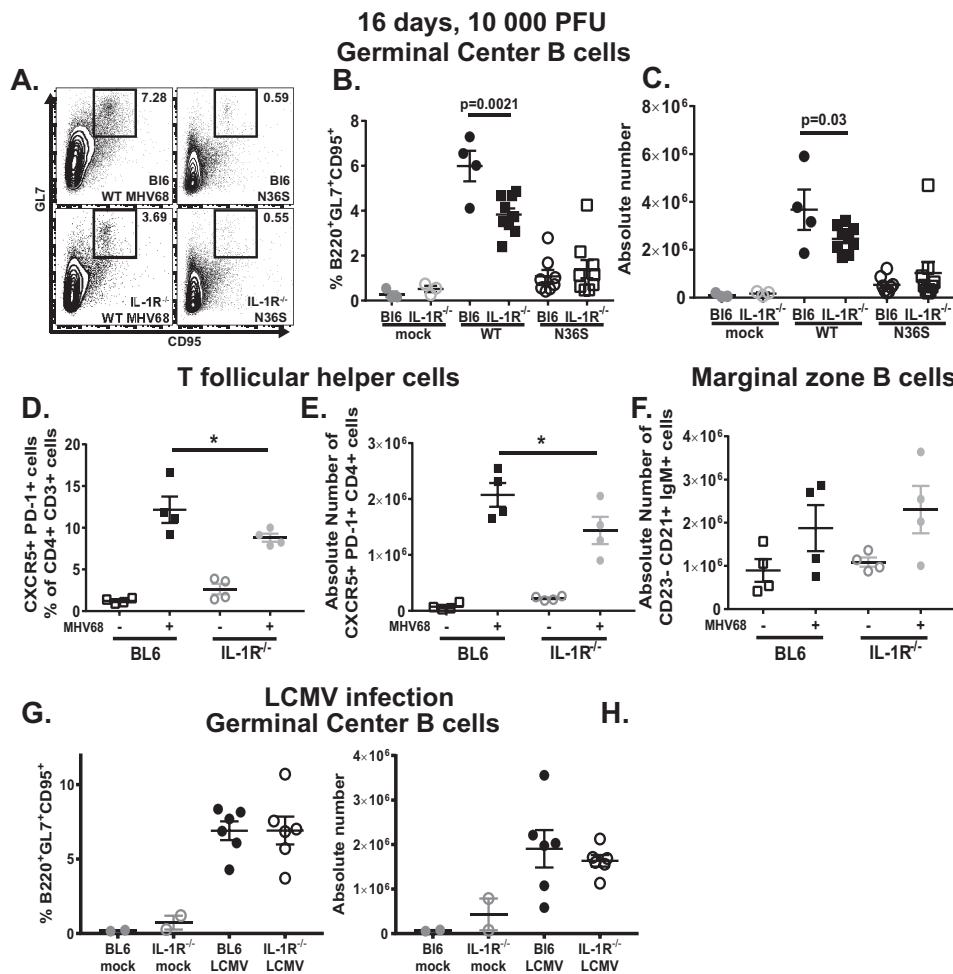 16 days, 10 000 PFU
Germinal Center B cells
A.
7.28
Bl6
WT MHV68
0.59
Bl6
N36S
3.69
IL-1R-/-
WT MHV68
0.55
IL-1R-/-
N36S
GL7
CD95
B.
p=0.0021
% B220+GL7+CD95+
8
6
4
2
0
Bl6 IL-1R-/- Bl6 IL-1R-/- Bl6 IL-1R-/-
mock WT N36S
C.
p=0.03
Absolute number
8×10⁶
6×10⁶
4×10⁶
2×10⁶
0
Bl6 IL-1R-/- Bl6 IL-1R-/- Bl6 IL-1R-/-
mock WT N36S
T follicular helper cells
D.
*
CXCR5+ PD-1+ cells
% of CD4+ CD3+ cells
20
15
10
5
0
MHV68 - + - +
BL6 IL-1R-/-
E.
*
Absolute Number of
CXCR5+ PD-1+ CD4+ cells
3×10⁶
2×10⁶
1×10⁶
0
- + - +
BL6 IL-1R-/-
Marginal zone B cells
F.
Absolute Number of
CD23- CD21+ IgM+ cells
4×10⁶
3×10⁶
2×10⁶
1×10⁶
0
MHV68 - + - +
BL6 IL-1R-/-
LCMV infection
Germinal Center B cells
G.
% B220+GL7+CD95+
10
5
0
BL6 IL-1R-/- BL6 IL-1R-/-
mock mock LCMV LCMV
H.
Absolute number
4×10⁶
3×10⁶
2×10⁶
1×10⁶
0
Bl6 IL-1R-/- Bl6 IL-1R-/-
mock mock LCMV LCMV